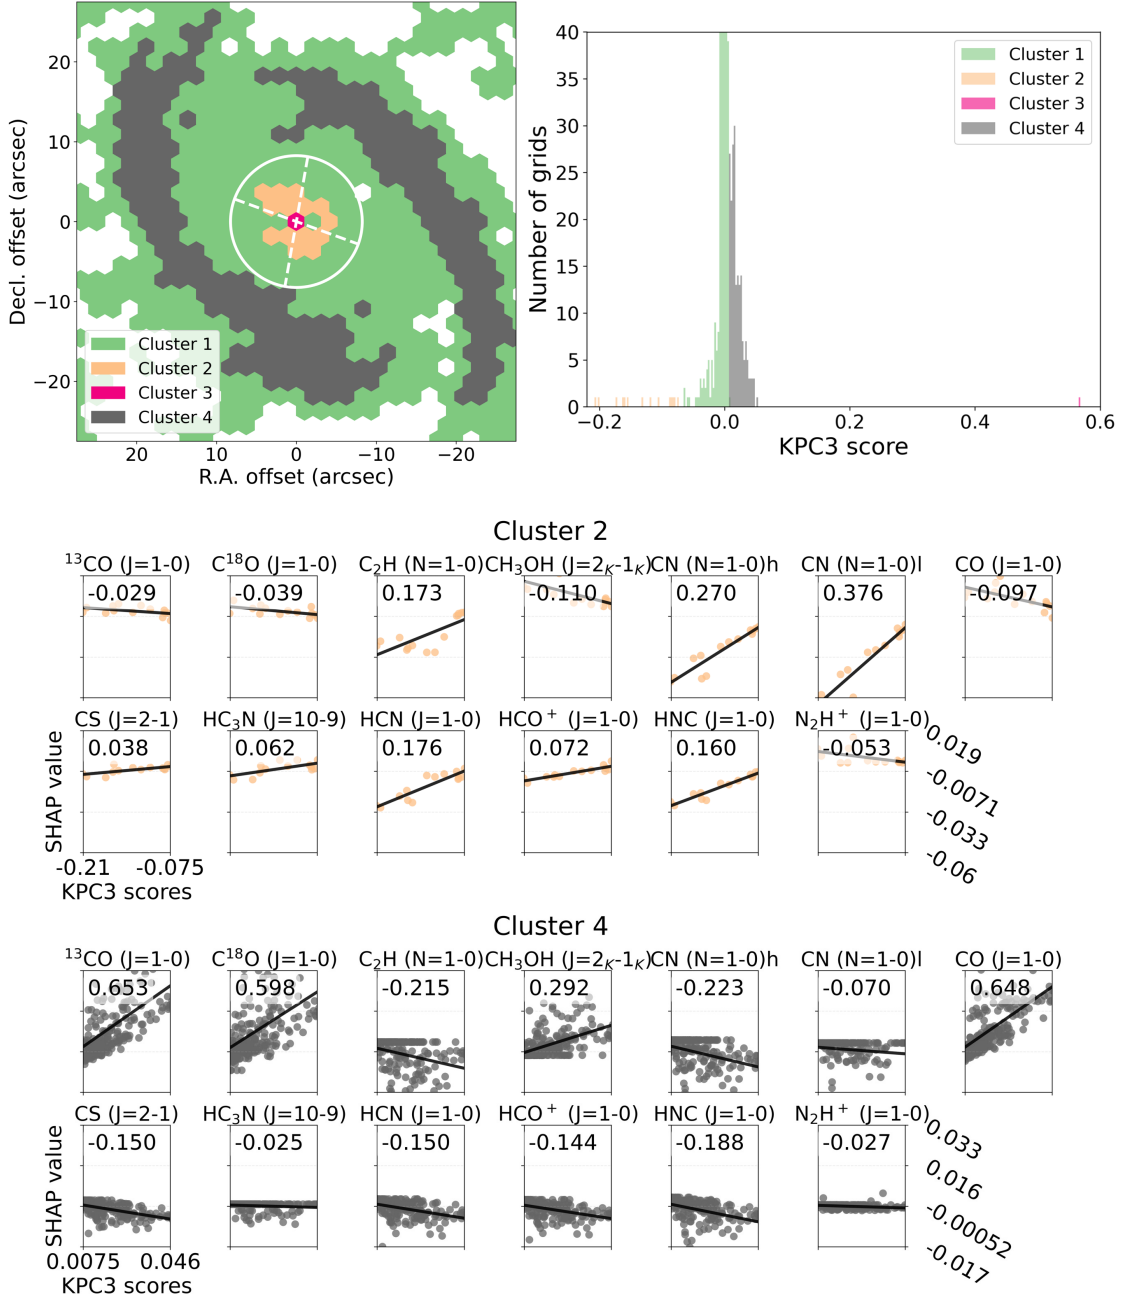 20
10
0
−10
−20
Decl. offset (arcsec)
Cluster 1
Cluster 2
Cluster 3
Cluster 4
20 10 0 −10 −20
R.A. offset (arcsec)
40
35
30
25
20
15
10
5
0
Number of grids
Cluster 1
Cluster 2
Cluster 3
Cluster 4
−0.2 0.0 0.2 0.4 0.6
KPC3 score
Cluster 2
¹³CO (J=1-0) C¹⁸O (J=1-0) C₂H (N=1-0) CH₃OH (J=2_K-1_K) CN (N=1-0)h CN (N=1-0)l CO (J=1-0)
-0.029 -0.039 0.173 -0.110 0.270 0.376 -0.097
CS (J=2-1) HC₃N (J=10-9) HCN (J=1-0) HCO⁺ (J=1-0) HNC (J=1-0) N₂H⁺ (J=1-0)
0.038 0.062 0.176 0.072 0.160 -0.053
0.019
-0.0071
-0.033
-0.06
SHAP value
-0.21 -0.075
KPC3 scores
Cluster 4
¹³CO (J=1-0) C¹⁸O (J=1-0) C₂H (N=1-0) CH₃OH (J=2_K-1_K) CN (N=1-0)h CN (N=1-0)l CO (J=1-0)
0.653 0.598 -0.215 0.292 -0.223 -0.070 0.648
CS (J=2-1) HC₃N (J=10-9) HCN (J=1-0) HCO⁺ (J=1-0) HNC (J=1-0) N₂H⁺ (J=1-0)
-0.150 -0.025 -0.150 -0.144 -0.188 -0.027
0.033
0.016
-0.00052
-0.017
SHAP value
0.0075 0.046
KPC3 scores